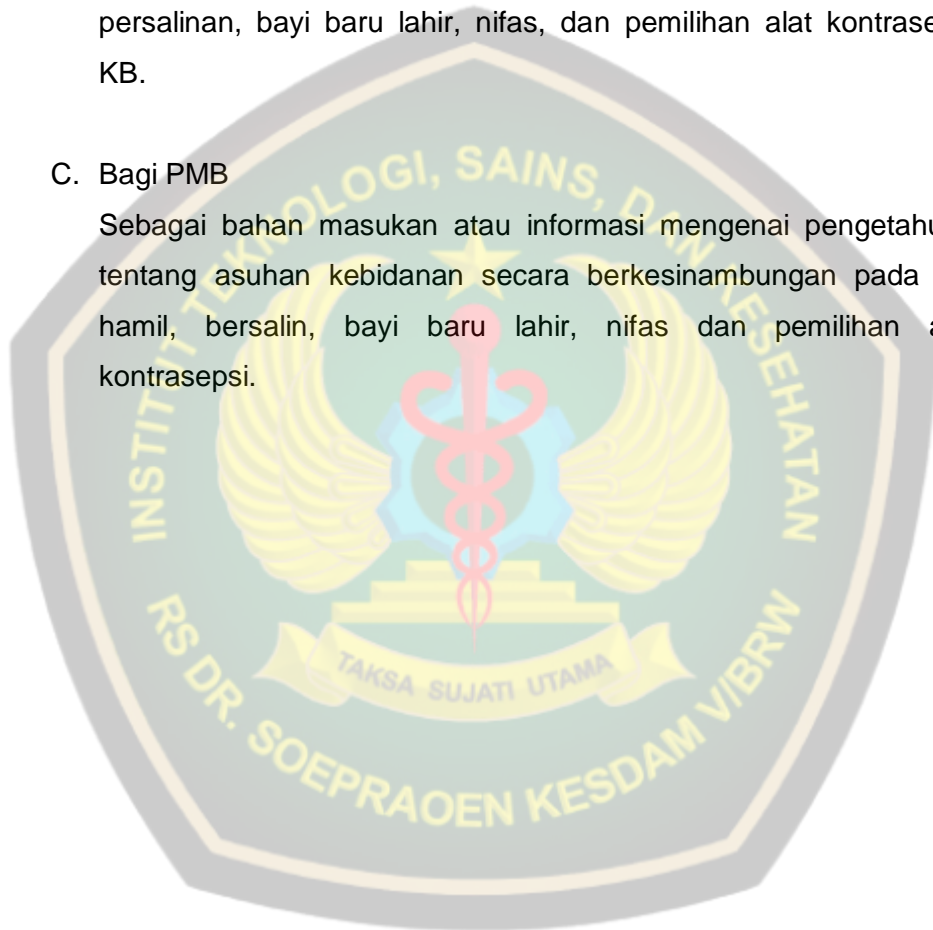 persalinan, bayi baru lahir, nifas, dan pemilihan alat kontrase
KB.
C. Bagi PMB
Sebagai bahan masukan atau informasi mengenai pengetahu
tentang asuhan kebidanan secara berkesinambungan pada
hamil, bersalin, bayi baru lahir, nifas dan pemilihan a
kontrasepsi.
INSTITUT TEKNOLOGI, SAINS, DAN KESEHATAN
TAKSA SUJATI UTAMA
RS DR. SOEPRAOEN KESDAM V/BRW